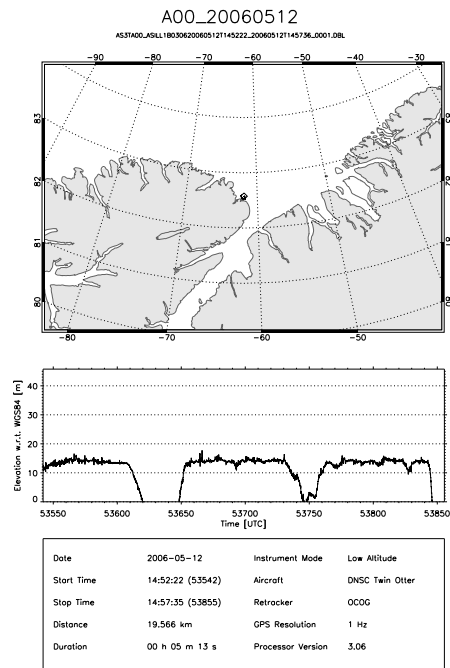 A00_20060512
AS3TA00_ASILL1B030620060512T145222_20060512T145736_0001.DBL
-90 -80 -70 -60 -50 -40 -30
83
82
81
80
-80 -70 -60 -50
Elevation w.r.t. WGS84 [m]
40
30
20
10
0
53550 53600 53650 53700 53750 53800 53850
Time [UTC]
Date 2006-05-12 Instrument Mode Low Altitude
Start Time 14:52:22 (53542) Aircraft DNSC Twin Otter
Stop Time 14:57:35 (53855) Retracker OCOG
Distance 19.566 km GPS Resolution 1 Hz
Duration 00 h 05 m 13 s Processor Version 3.06